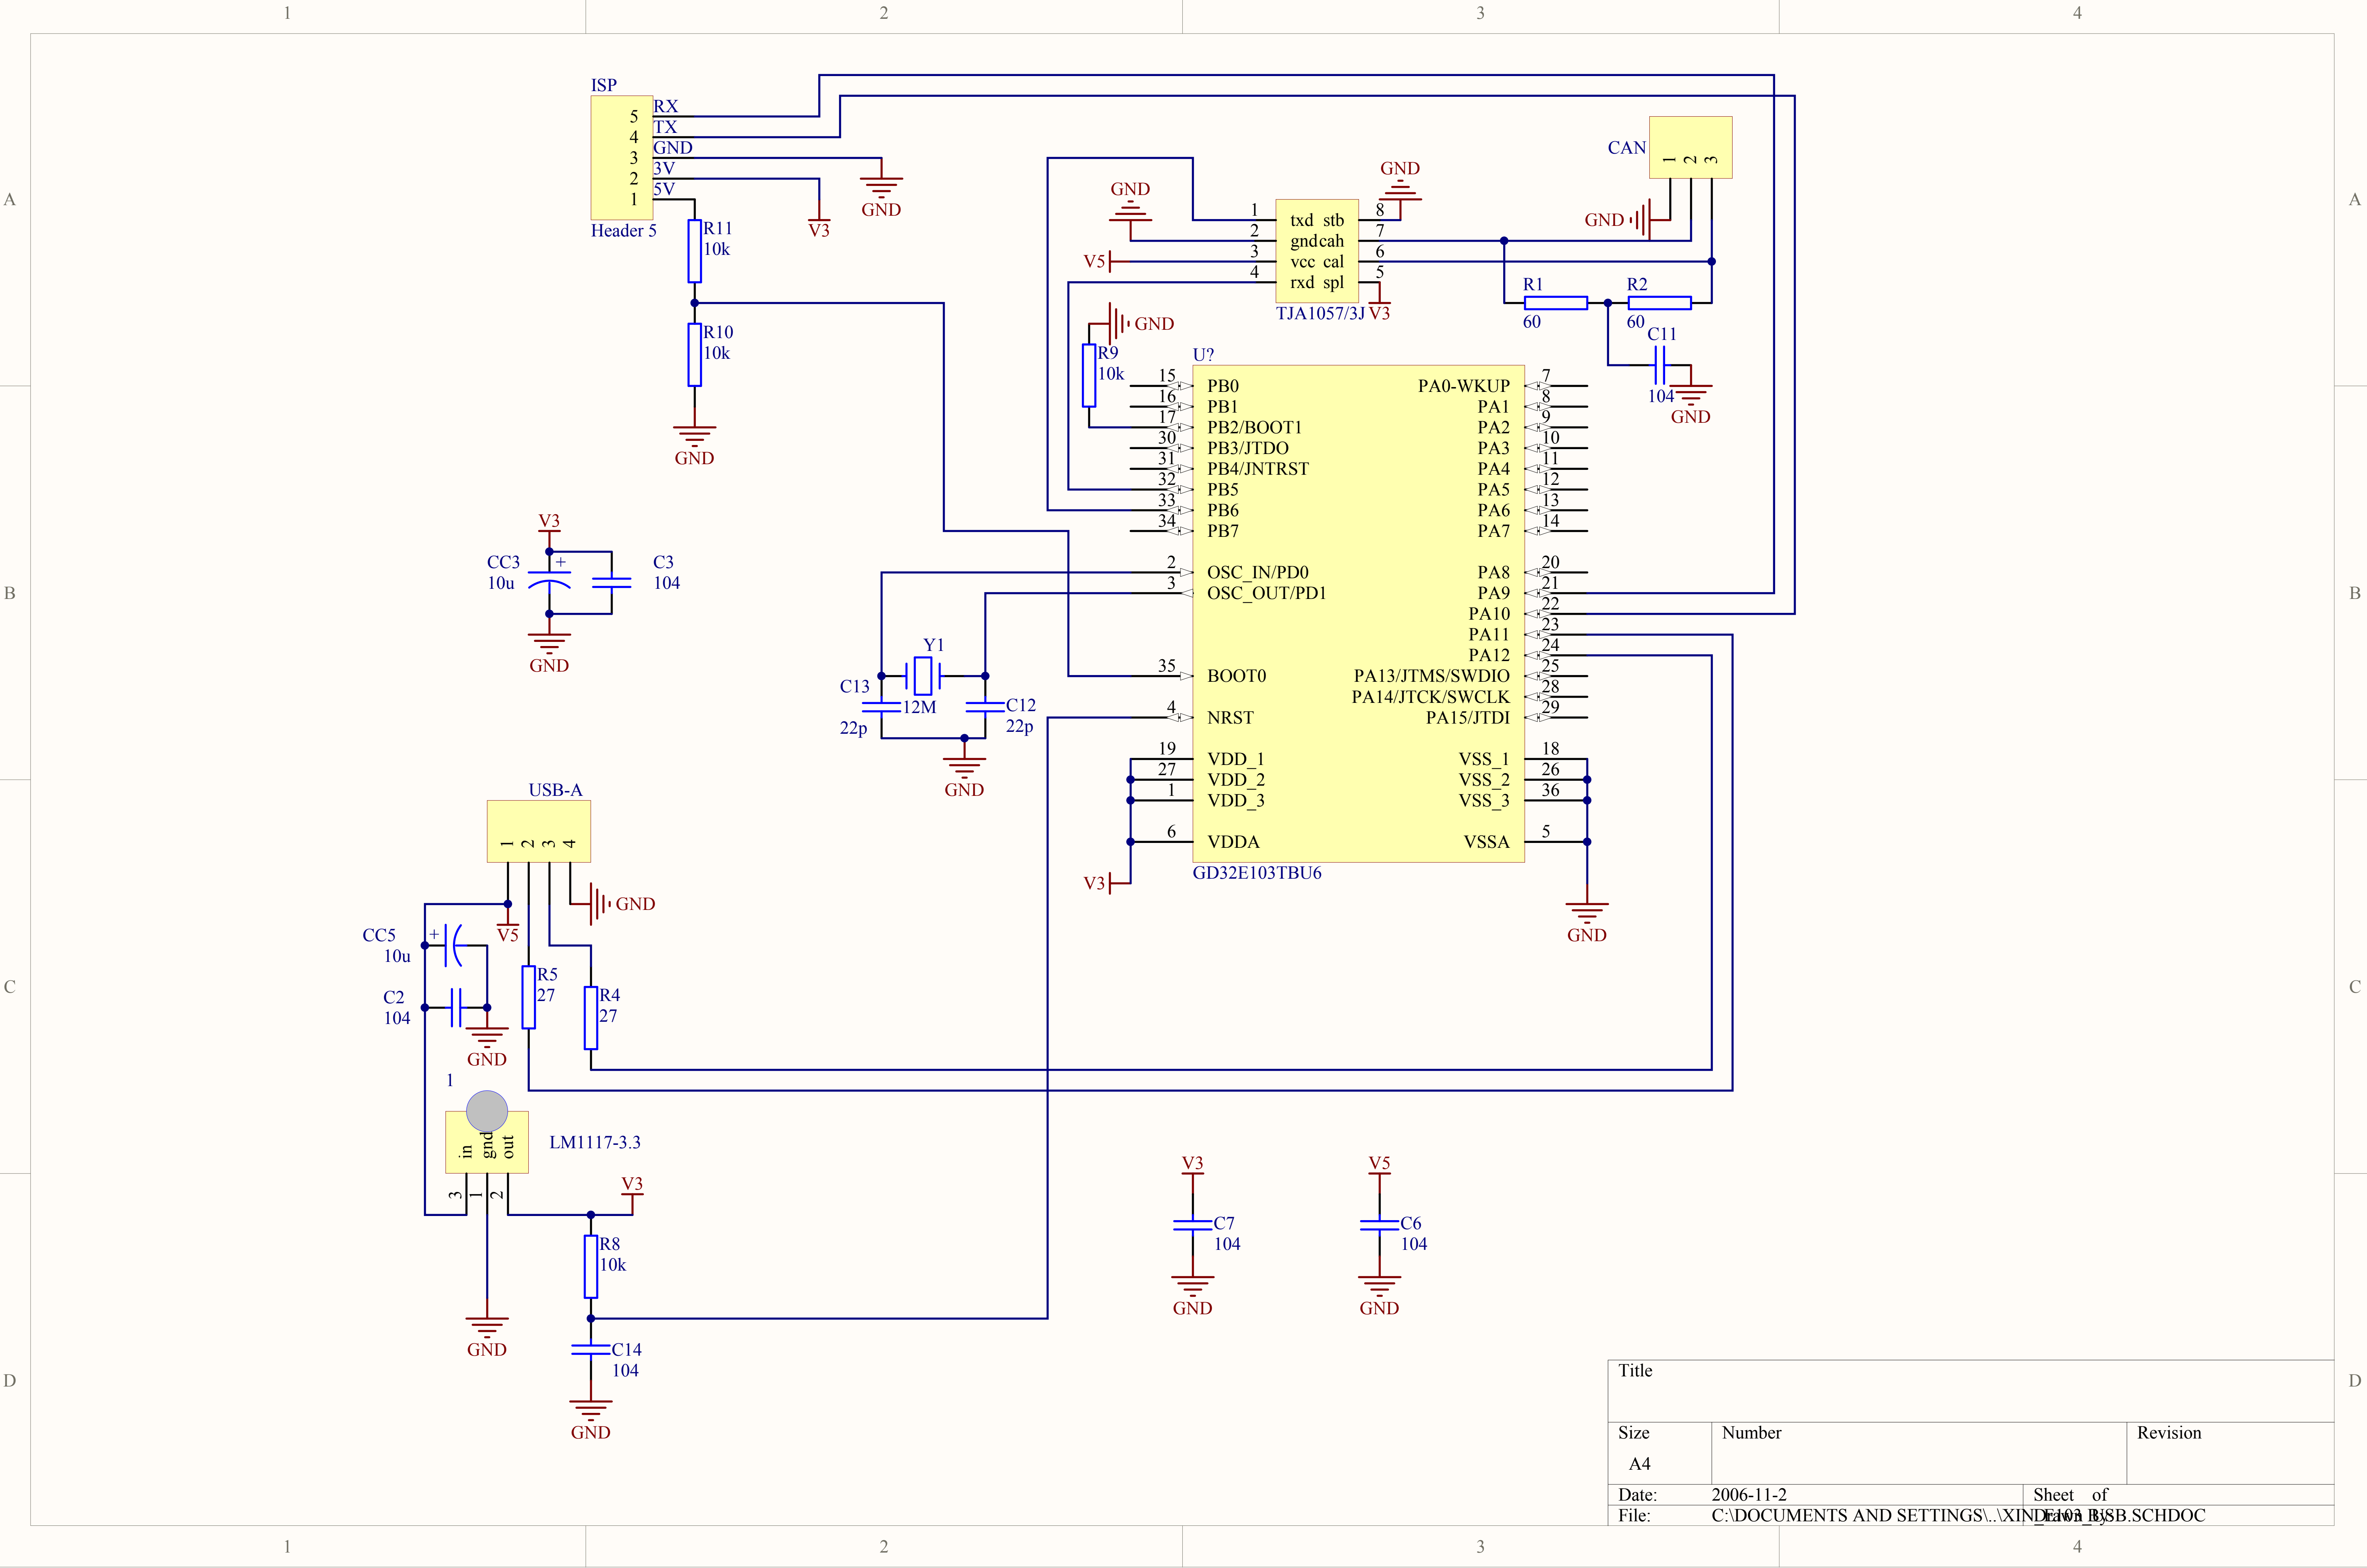 1 2 3 4
A A
B B
C C
D D
ISP
5 RX
4 TX
3 GND
2 3V
1 5V
Header 5
GND
V3
R11
10k
R10
10k
GND
V3
CC3
10u
+
C3
104
GND
USB-A
1 2 3 4
GND
V5
CC5
10u
+
C2
104
GND
R5
27
R4
27
1
in gnd out
3 1 2
LM1117-3.3
V3
GND
R8
10k
C14
104
GND
Y1
12M
C13
22p
C12
22p
GND
GND
V5
1 txd stb 8
2 gnd cah 7
3 vcc cal 6
4 rxd spl 5
TJA1057/3J
GND
V3
CAN
1 2 3
GND
R1
60
R2
60
C11
104
GND
GND
R9
10k
U?
15 PB0 PA0-WKUP 7
16 PB1 PA1 8
17 PB2/BOOT1 PA2 9
30 PB3/JTDO PA3 10
31 PB4/JNTRST PA4 11
32 PB5 PA5 12
33 PB6 PA6 13
34 PB7 PA7 14
2 OSC_IN/PD0 PA8 20
3 OSC_OUT/PD1 PA9 21
PA10 22
PA11 23
PA12 24
35 BOOT0 PA13/JTMS/SWDIO 25
PA14/JTCK/SWCLK 28
4 NRST PA15/JTDI 29
19 VDD_1 VSS_1 18
27 VDD_2 VSS_2 26
1 VDD_3 VSS_3 36
6 VDDA VSSA 5
GD32E103TBU6
V3
GND
V3
C7
104
GND
V5
C6
104
GND
Title
Size Number Revision
A4
Date: 2006-11-2 Sheet of
File: C:\DOCUMENTS AND SETTINGS\..\XIN_E103_USB.SCHDOC Drawn By:
1 2 3 4